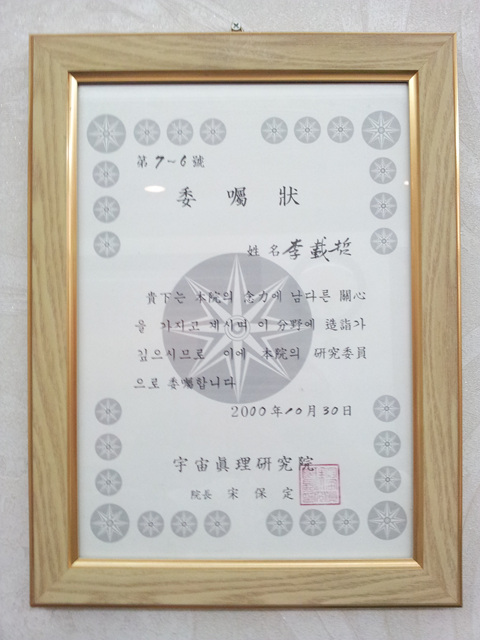 第 7~6 號
委 囑 狀
姓 名 李載哲
貴下는 本院의 念力에 남다른 關心
을 가지고 계시며 이 分野에 造詣가
깊으시므로 이에 本院의 硏究委員
으로 委囑합니다
2000年 10月 30日
宇宙眞理硏究院
院長 宋 保 定